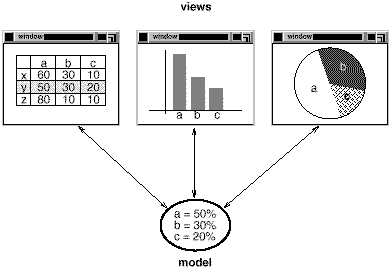 views
window
window
window
a b c
x 60 30 10
y 50 30 20
z 80 10 10
a b c
a
b
c
a = 50%
b = 30%
c = 20%
model